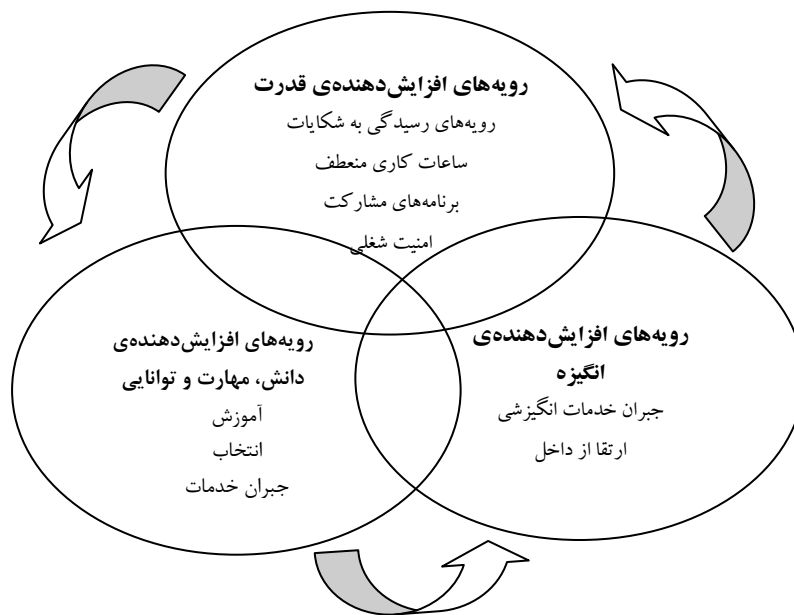 رویه‌های افزایش‌دهنده‌ی قدرت
رویه‌های رسیدگی به شکایات
ساعات کاری منعطف
برنامه‌های مشارکت
امنیت شغلی
رویه‌های افزایش‌دهنده‌ی
انگیزه
جبران خدمات انگیزشی
ارتقا از داخل
رویه‌های افزایش‌دهنده‌ی
دانش، مهارت و توانایی
آموزش
انتخاب
جبران خدمات